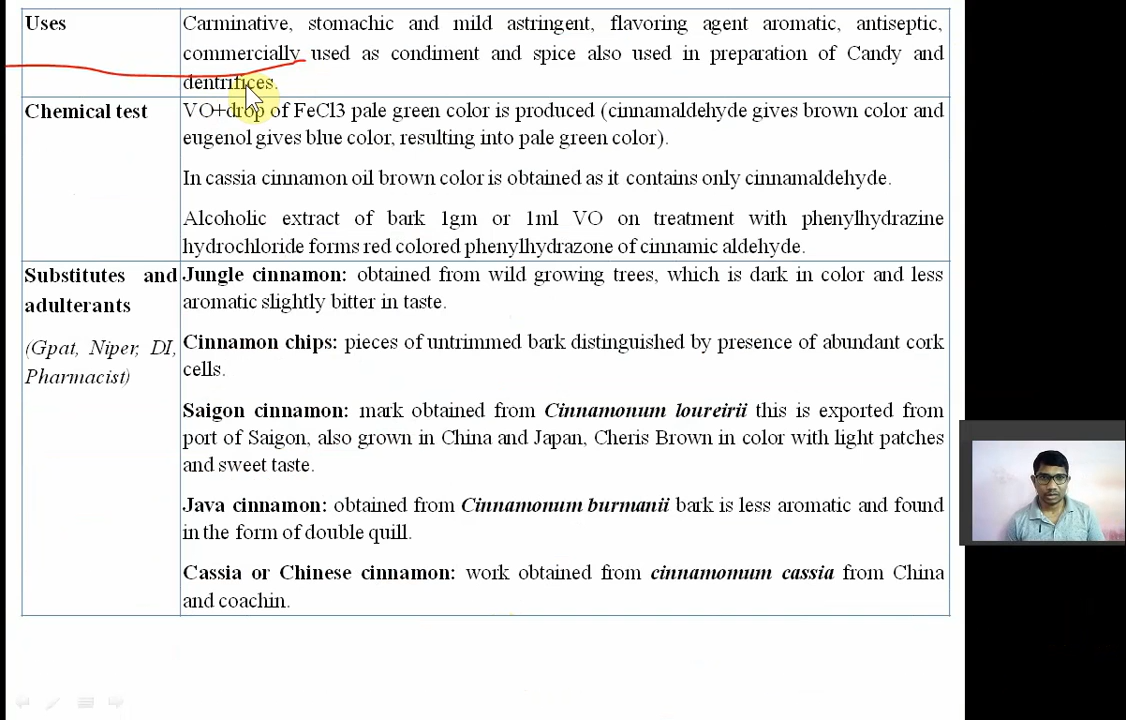 Uses
Carminative, stomachic and mild astringent, flavoring agent aromatic, antiseptic,
commercially used as condiment and spice also used in preparation of Candy and
dentrifices.
Chemical test
VO+drop of FeCl3 pale green color is produced (cinnamaldehyde gives brown color and
eugenol gives blue color, resulting into pale green color).
In cassia cinnamon oil brown color is obtained as it contains only cinnamaldehyde.
Alcoholic extract of bark 1gm or 1ml VO on treatment with phenylhydrazine
hydrochloride forms red colored phenylhydrazone of cinnamic aldehyde.
Substitutes and
adulterants
(Gpat, Niper, DI,
Pharmacist)
Jungle cinnamon: obtained from wild growing trees, which is dark in color and less
aromatic slightly bitter in taste.
Cinnamon chips: pieces of untrimmed bark distinguished by presence of abundant cork
cells.
Saigon cinnamon: mark obtained from Cinnamonum loureirii this is exported from
port of Saigon, also grown in China and Japan, Cheris Brown in color with light patches
and sweet taste.
Java cinnamon: obtained from Cinnamonum burmanii bark is less aromatic and found
in the form of double quill.
Cassia or Chinese cinnamon: work obtained from cinnamomum cassia from China
and coachin.